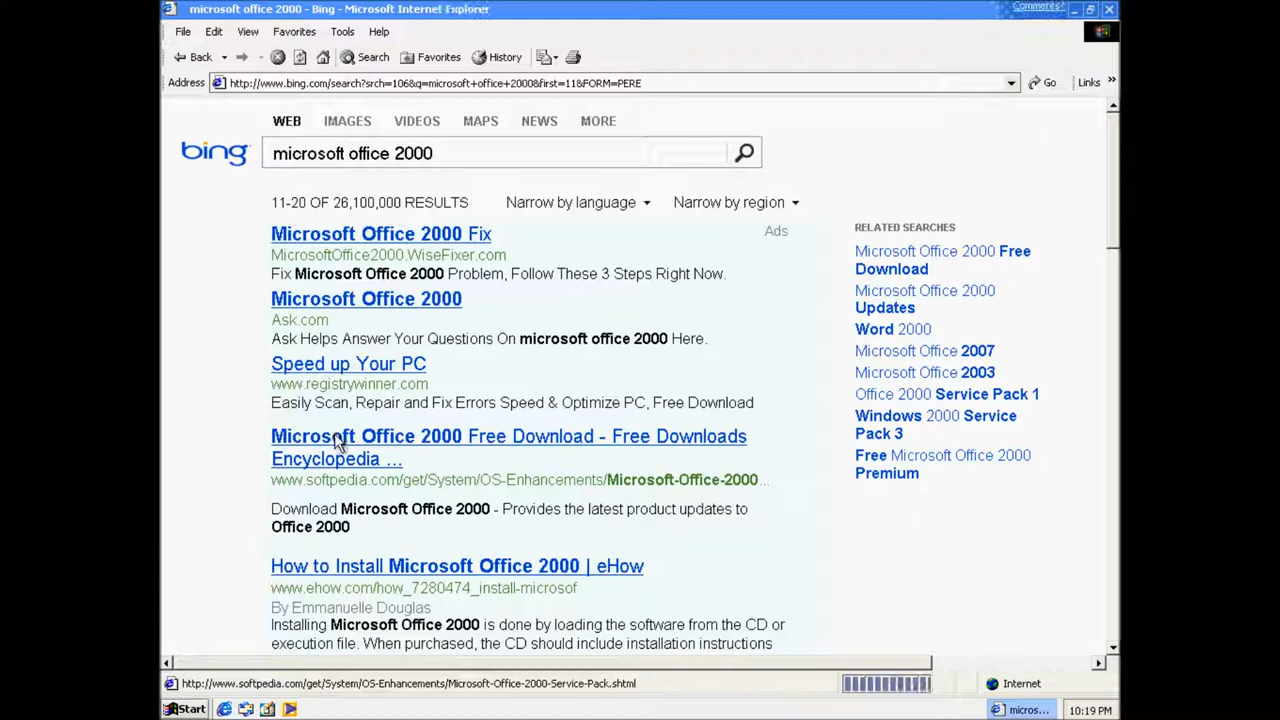 microsoft office 2000 - Bing - Microsoft Internet Explorer
Comments?
File Edit View Favorites Tools Help
Back Search Favorites History
Address http://www.bing.com/search?srch=106&q=microsoft+office+2000&first=11&FORM=PERE Go Links »
WEB IMAGES VIDEOS MAPS NEWS MORE
bing microsoft office 2000
11-20 OF 26,100,000 RESULTS Narrow by language Narrow by region
Microsoft Office 2000 Fix Ads
MicrosoftOffice2000.WiseFixer.com
Fix Microsoft Office 2000 Problem, Follow These 3 Steps Right Now.
Microsoft Office 2000
Ask.com
Ask Helps Answer Your Questions On microsoft office 2000 Here.
Speed up Your PC
www.registrywinner.com
Easily Scan, Repair and Fix Errors Speed & Optimize PC, Free Download
Microsoft Office 2000 Free Download - Free Downloads
Encyclopedia ...
www.softpedia.com/get/System/OS-Enhancements/Microsoft-Office-2000...
Download Microsoft Office 2000 - Provides the latest product updates to
Office 2000
How to Install Microsoft Office 2000 | eHow
www.ehow.com/how_7280474_install-microsof
By Emmanuelle Douglas
Installing Microsoft Office 2000 is done by loading the software from the CD or
execution file. When purchased, the CD should include installation instructions
RELATED SEARCHES
Microsoft Office 2000 Free
Download
Microsoft Office 2000
Updates
Word 2000
Microsoft Office 2007
Microsoft Office 2003
Office 2000 Service Pack 1
Windows 2000 Service
Pack 3
Free Microsoft Office 2000
Premium
http://www.softpedia.com/get/System/OS-Enhancements/Microsoft-Office-2000-Service-Pack.shtml Internet
Start micros... 10:19 PM